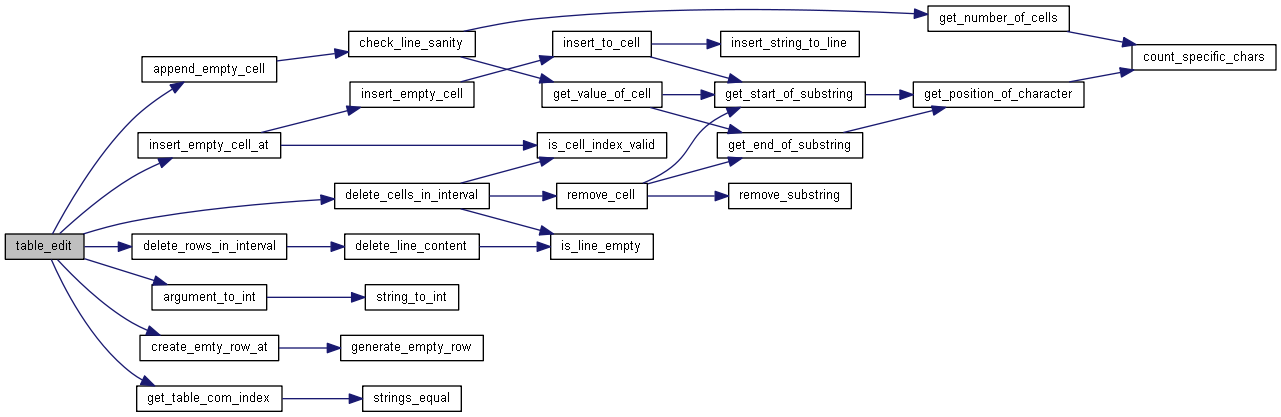 get_number_of_cells
check_line_sanity
insert_to_cell
insert_string_to_line
count_specific_chars
append_empty_cell
insert_empty_cell
get_value_of_cell
get_start_of_substring
get_position_of_character
insert_empty_cell_at
is_cell_index_valid
get_end_of_substring
delete_cells_in_interval
remove_cell
remove_substring
table_edit
delete_rows_in_interval
delete_line_content
is_line_empty
argument_to_int
string_to_int
create_emty_row_at
generate_empty_row
get_table_com_index
strings_equal